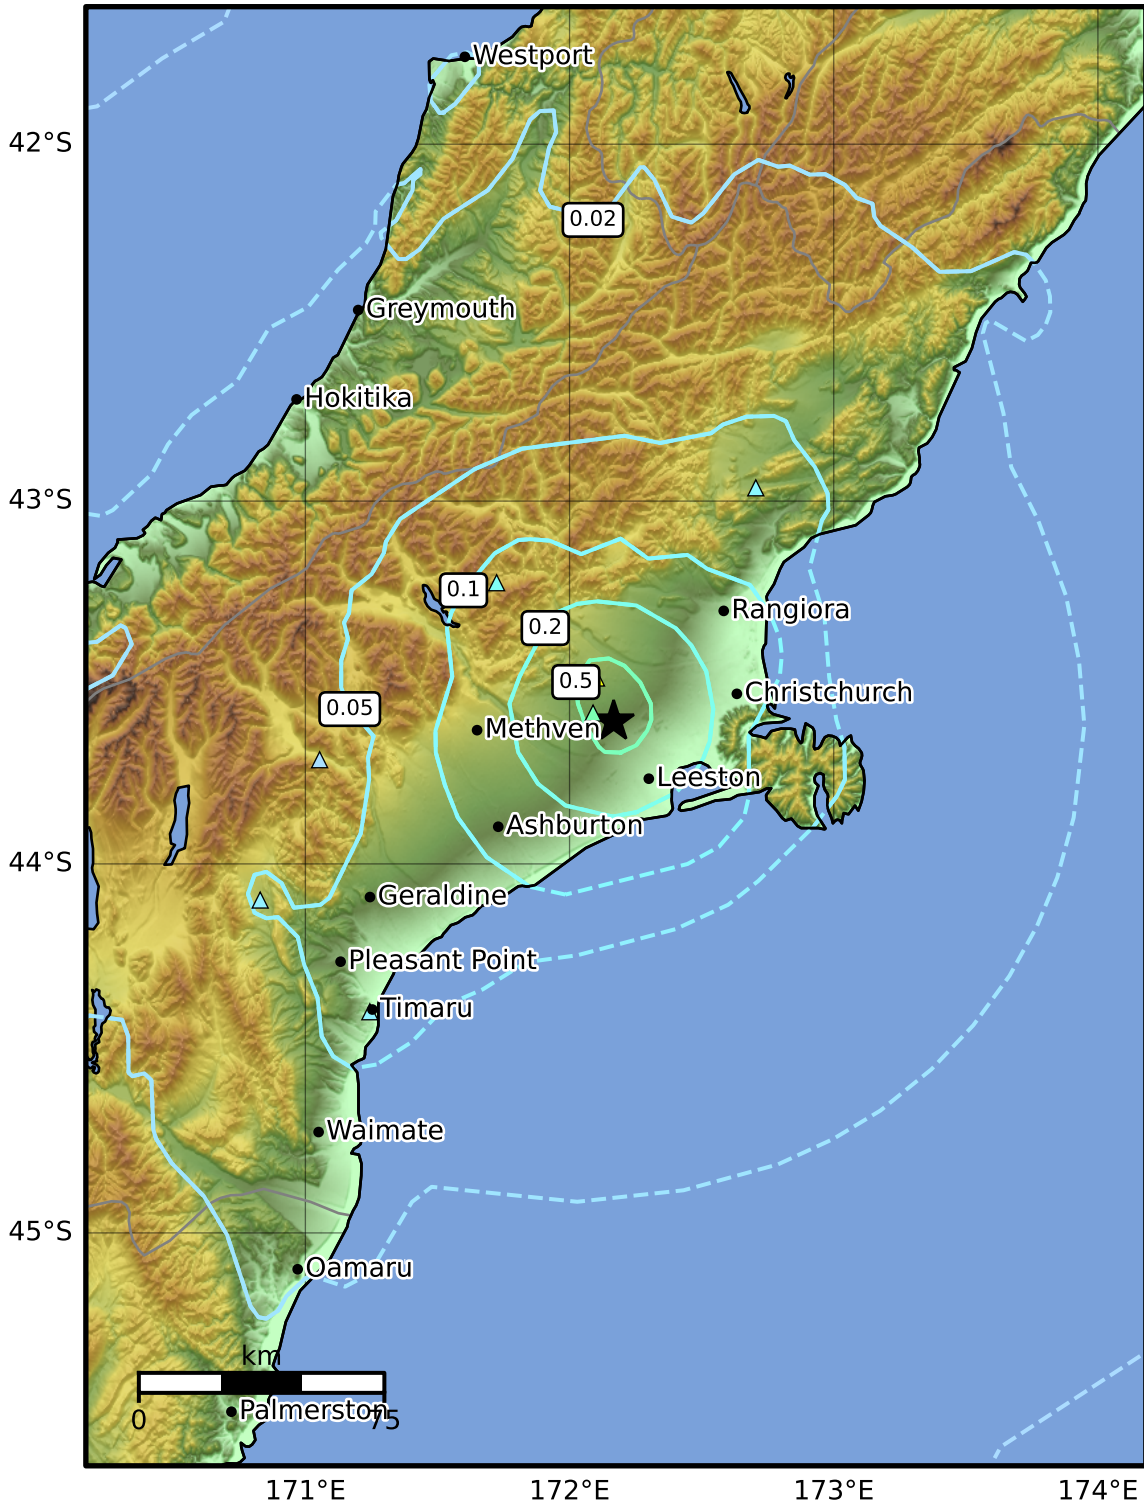 Westport
42°S
0.02
Greymouth
Hokitika
43°S
0.1
Rangiora
0.2
0.5
Christchurch
0.05
Methven
Leeston
Ashburton
44°S
Geraldine
Pleasant Point
Timaru
Waimate
45°S
Oamaru
km
0
75
Palmerston
171°E
172°E
173°E
174°E